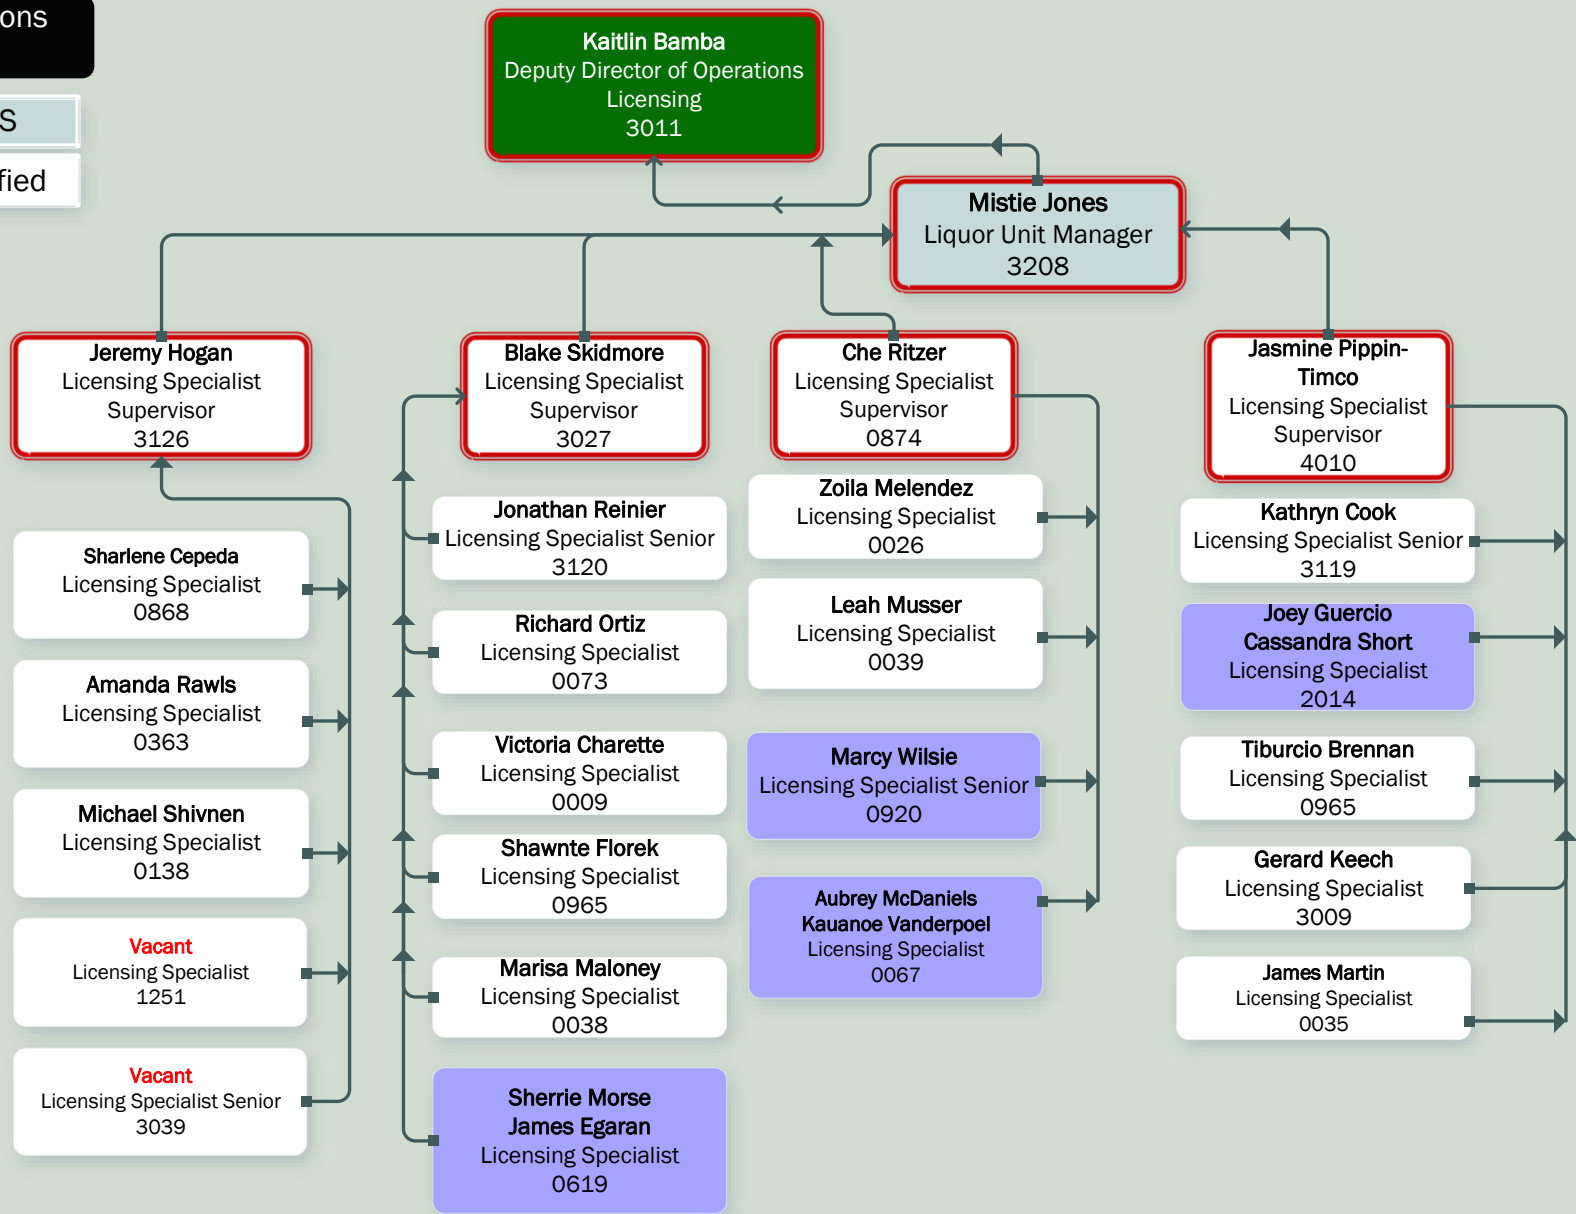 ons
S
fied
Kaitlin Bamba
Deputy Director of Operations
Licensing
3011
Mistie Jones
Liquor Unit Manager
3208
Jeremy Hogan
Licensing Specialist
Supervisor
3126
Sharlene Cepeda
Licensing Specialist
0868
Amanda Rawls
Licensing Specialist
0363
Michael Shivnen
Licensing Specialist
0138
Vacant
Licensing Specialist
1251
Vacant
Licensing Specialist Senior
3039
Blake Skidmore
Licensing Specialist
Supervisor
3027
Jonathan Reinier
Licensing Specialist Senior
3120
Richard Ortiz
Licensing Specialist
0073
Victoria Charette
Licensing Specialist
0009
Shawnte Florek
Licensing Specialist
0965
Marisa Maloney
Licensing Specialist
0038
Sherrie Morse
James Egaran
Licensing Specialist
0619
Che Ritzer
Licensing Specialist
Supervisor
0874
Zoila Melendez
Licensing Specialist
0026
Leah Musser
Licensing Specialist
0039
Marcy Wilsie
Licensing Specialist Senior
0920
Aubrey McDaniels
Kauanoe Vanderpoel
Licensing Specialist
0067
Jasmine Pippin-
Timco
Licensing Specialist
Supervisor
4010
Kathryn Cook
Licensing Specialist Senior
3119
Joey Guercio
Cassandra Short
Licensing Specialist
2014
Tiburcio Brennan
Licensing Specialist
0965
Gerard Keech
Licensing Specialist
3009
James Martin
Licensing Specialist
0035